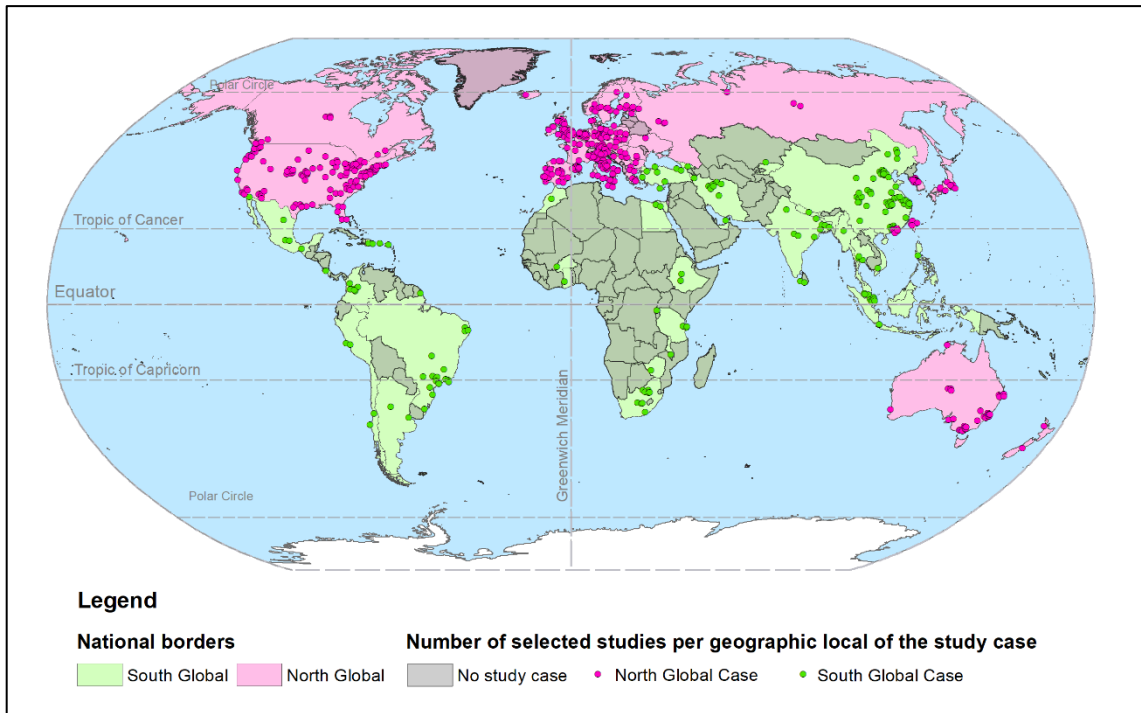 Polar Circle
Tropic of Cancer
Equator
Tropic of Capricorn
Greenwich Meridian
Polar Circle
Legend
National borders
South Global
North Global
Number of selected studies per geographic local of the study case
No study case
North Global Case
South Global Case